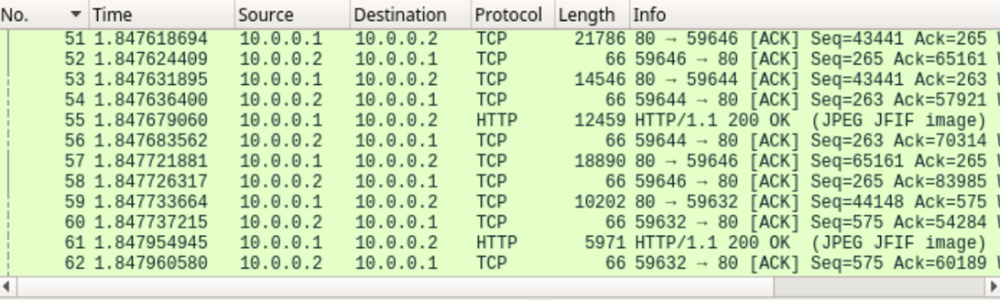 No. Time Source Destination Protocol Length Info
51 1.847618694 10.0.0.1 10.0.0.2 TCP 21786 80 → 59646 [ACK] Seq=43441 Ack=265
52 1.847624409 10.0.0.2 10.0.0.1 TCP 66 59646 → 80 [ACK] Seq=265 Ack=65161
53 1.847631895 10.0.0.1 10.0.0.2 TCP 14546 80 → 59644 [ACK] Seq=43441 Ack=263
54 1.847636400 10.0.0.2 10.0.0.1 TCP 66 59644 → 80 [ACK] Seq=263 Ack=57921
55 1.847679060 10.0.0.1 10.0.0.2 HTTP 12459 HTTP/1.1 200 OK (JPEG JFIF image)
56 1.847683562 10.0.0.2 10.0.0.1 TCP 66 59644 → 80 [ACK] Seq=263 Ack=70314
57 1.847721881 10.0.0.1 10.0.0.2 TCP 18890 80 → 59646 [ACK] Seq=65161 Ack=265
58 1.847726317 10.0.0.2 10.0.0.1 TCP 66 59646 → 80 [ACK] Seq=265 Ack=83985
59 1.847733664 10.0.0.1 10.0.0.2 TCP 10202 80 → 59632 [ACK] Seq=44148 Ack=575
60 1.847737215 10.0.0.2 10.0.0.1 TCP 66 59632 → 80 [ACK] Seq=575 Ack=54284
61 1.847954945 10.0.0.1 10.0.0.2 HTTP 5971 HTTP/1.1 200 OK (JPEG JFIF image)
62 1.847960580 10.0.0.2 10.0.0.1 TCP 66 59632 → 80 [ACK] Seq=575 Ack=60189